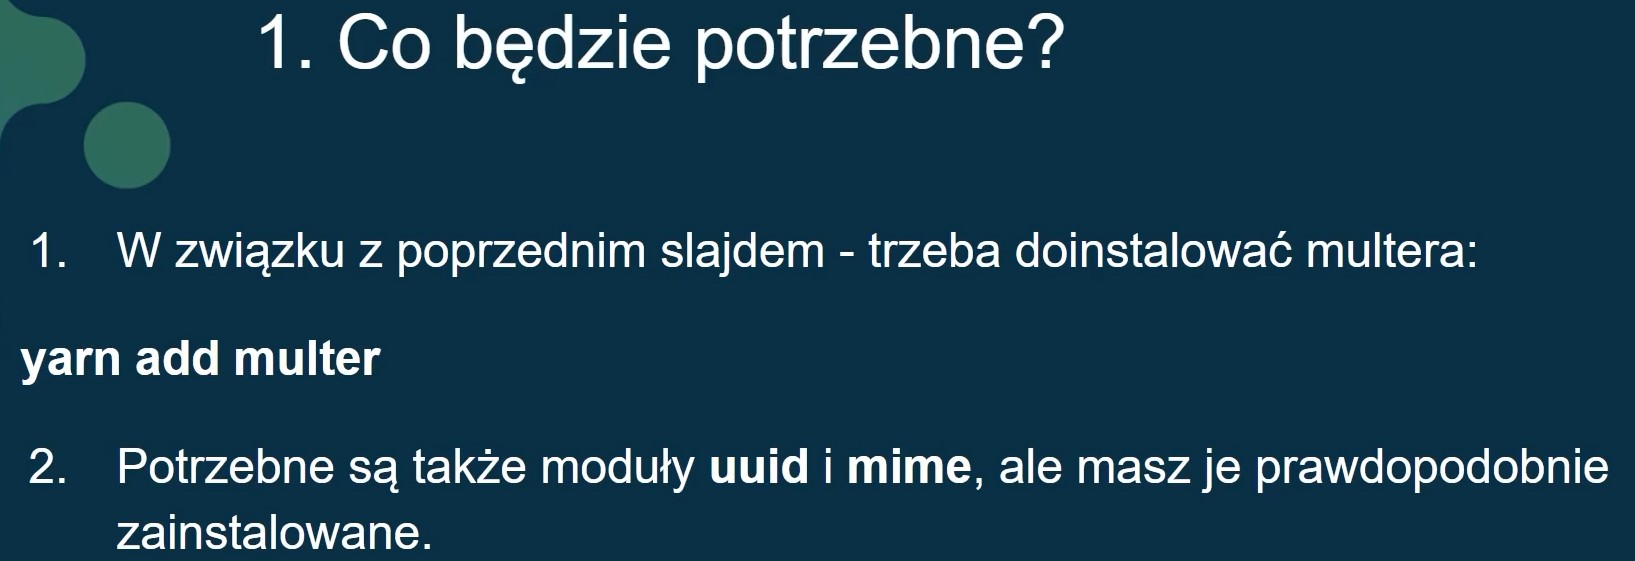 1. Co będzie potrzebne?
1. W związku z poprzednim slajdem - trzeba doinstalować multera:
yarn add multer
2. Potrzebne są także moduły uuid i mime, ale masz je prawdopodobnie
zainstalowane.